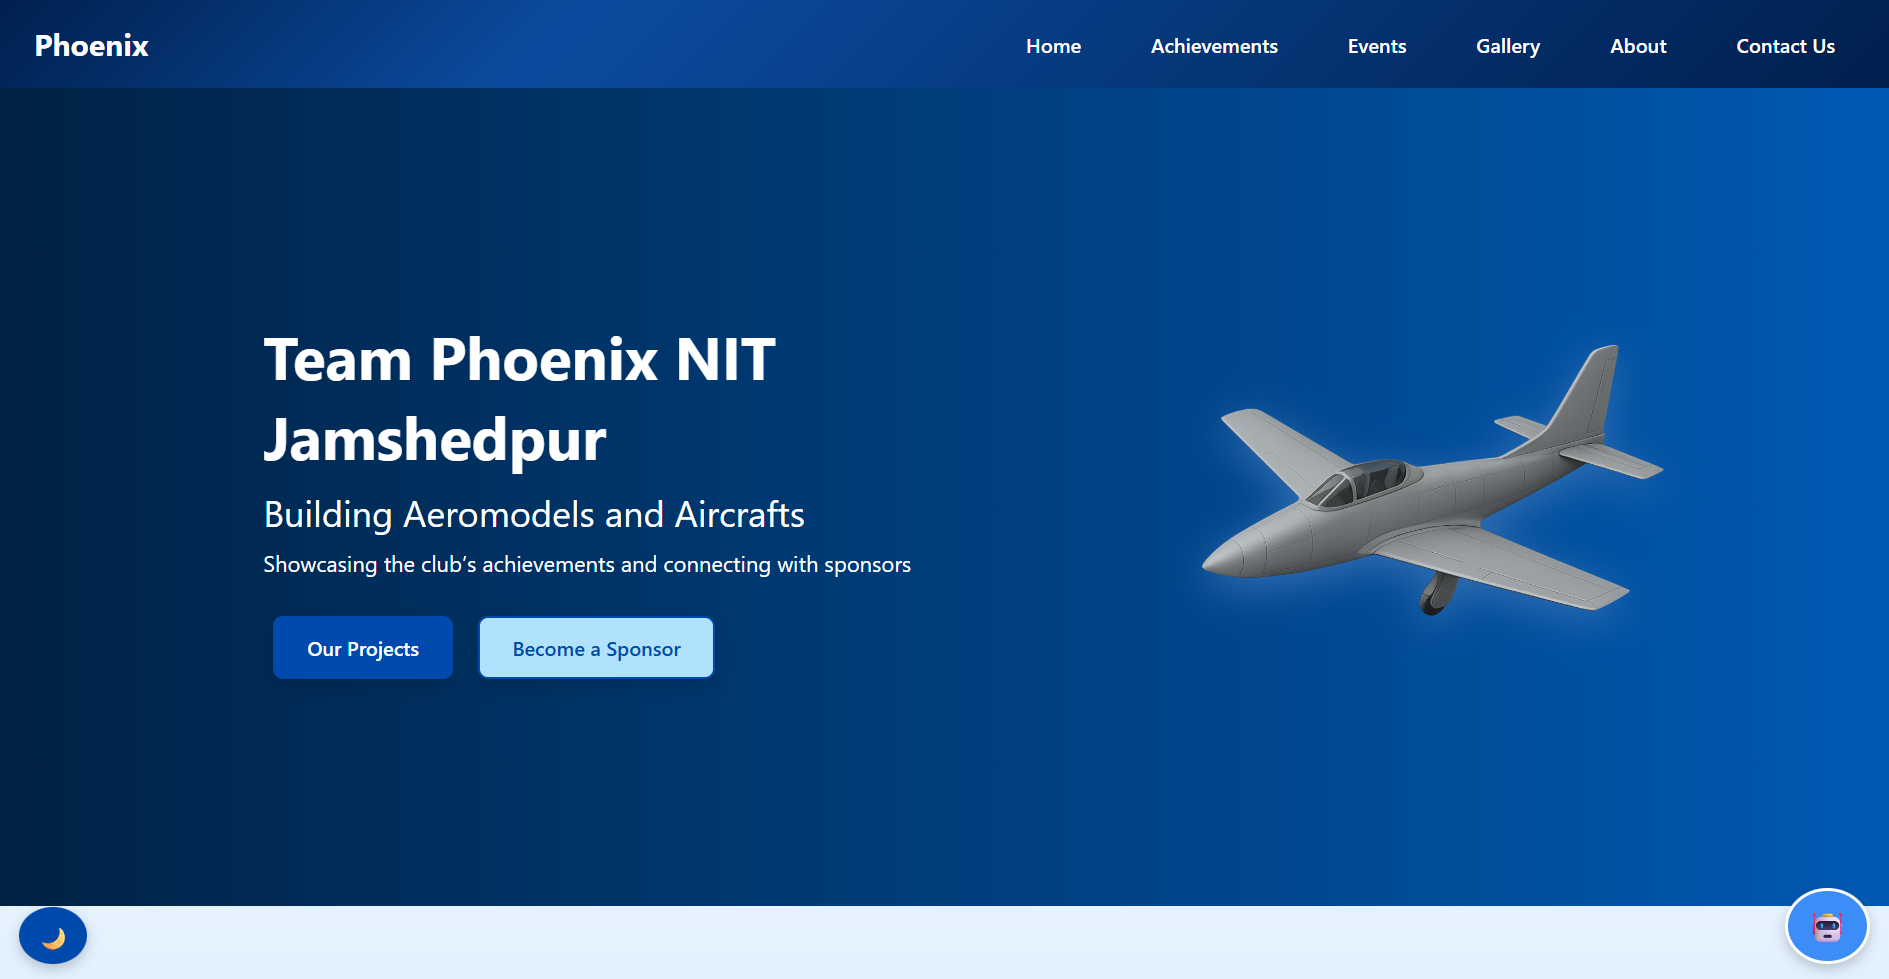 Phoenix
Home
Achievements
Events
Gallery
About
Contact Us
Team Phoenix NIT
Jamshedpur
Building Aeromodels and Aircrafts
Showcasing the club’s achievements and connecting with sponsors
Our Projects
Become a Sponsor